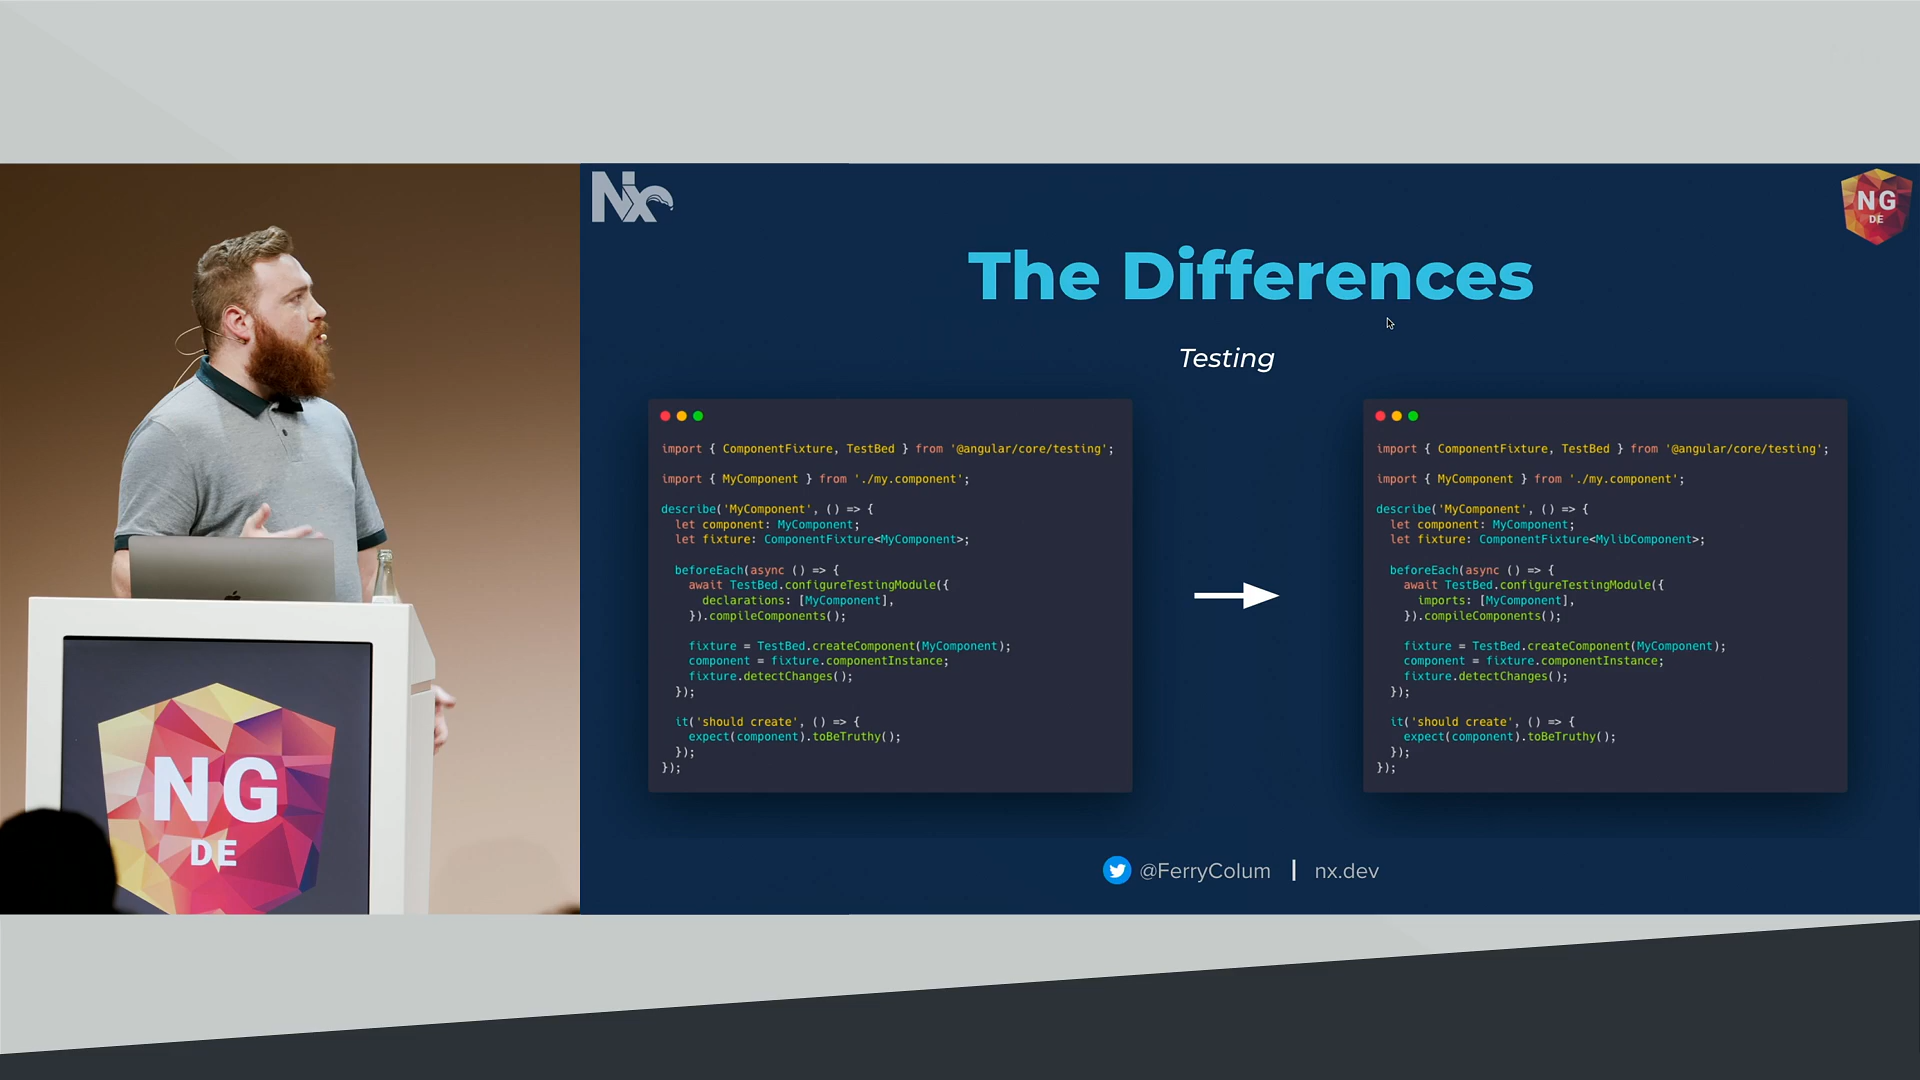 Nx
NG
DE
The Differences
Testing
import { ComponentFixture, TestBed } from '@angular/core/testing';
import { MyComponent } from './my.component';
describe('MyComponent', () => {
let component: MyComponent;
let fixture: ComponentFixture<MyComponent>;
beforeEach(async () => {
await TestBed.configureTestingModule({
declarations: [MyComponent],
}).compileComponents();
fixture = TestBed.createComponent(MyComponent);
component = fixture.componentInstance;
fixture.detectChanges();
});
it('should create', () => {
expect(component).toBeTruthy();
});
});
import { ComponentFixture, TestBed } from '@angular/core/testing';
import { MyComponent } from './my.component';
describe('MyComponent', () => {
let component: MyComponent;
let fixture: ComponentFixture<MylibComponent>;
beforeEach(async () => {
await TestBed.configureTestingModule({
imports: [MyComponent],
}).compileComponents();
fixture = TestBed.createComponent(MyComponent);
component = fixture.componentInstance;
fixture.detectChanges();
});
it('should create', () => {
expect(component).toBeTruthy();
});
});
@FerryColum | nx.dev
NG
DE